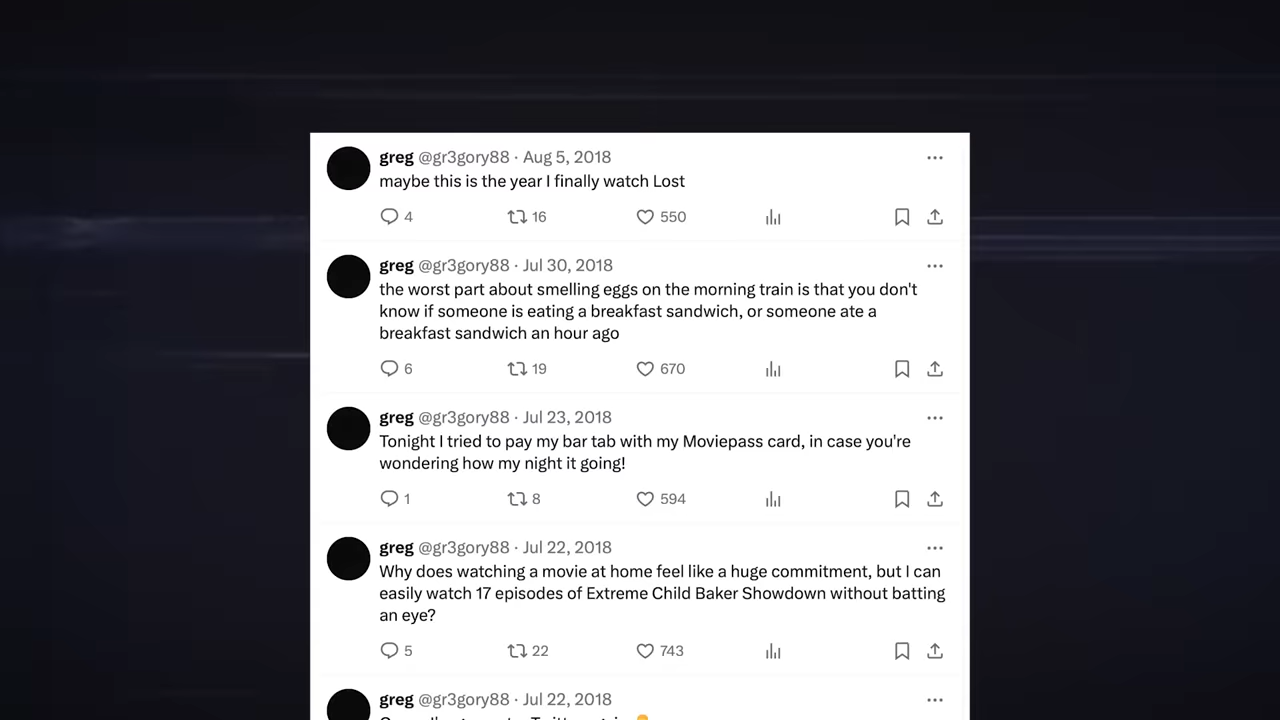 greg @gr3gory88 · Aug 5, 2018
maybe this is the year I finally watch Lost
4 16 550
greg @gr3gory88 · Jul 30, 2018
the worst part about smelling eggs on the morning train is that you don't
know if someone is eating a breakfast sandwich, or someone ate a
breakfast sandwich an hour ago
6 19 670
greg @gr3gory88 · Jul 23, 2018
Tonight I tried to pay my bar tab with my Moviepass card, in case you're
wondering how my night it going!
1 8 594
greg @gr3gory88 · Jul 22, 2018
Why does watching a movie at home feel like a huge commitment, but I can
easily watch 17 episodes of Extreme Child Baker Showdown without batting
an eye?
5 22 743
greg @gr3gory88 · Jul 22, 2018